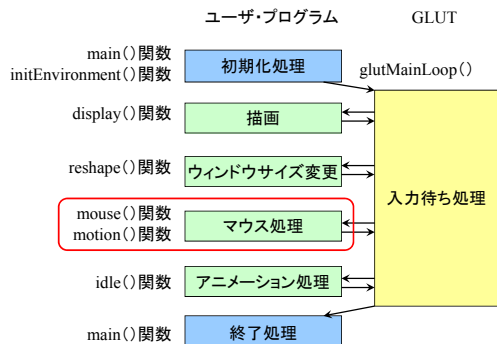 ユーザ・プログラム GLUT
main()関数
initEnvironment()関数
初期化処理
glutMainLoop()
display()関数
描画
reshape()関数
ウィンドウサイズ変更
入力待ち処理
mouse()関数
motion()関数
マウス処理
idle()関数
アニメーション処理
main()関数
終了処理